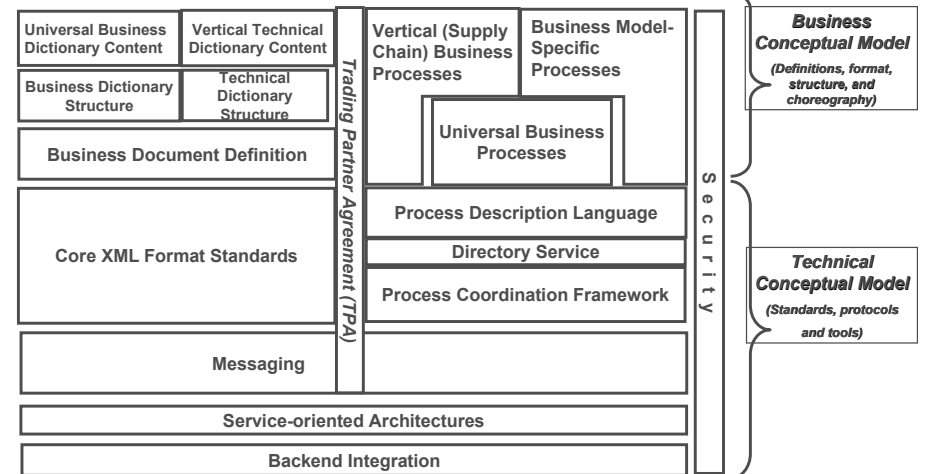 Universal Business
Dictionary Content
Vertical Technical
Dictionary Content
Business Dictionary
Structure
Technical
Dictionary
Structure
Business Document Definition
Core XML Format Standards
Trading Partner Agreement (TPA)
Vertical (Supply
Chain) Business
Processes
Business Model-
Specific
Processes
Universal Business
Processes
Process Description Language
Directory Service
Process Coordination Framework
Messaging
Service-oriented Architectures
Backend Integration
Security
Business
Conceptual Model
(Definitions, format,
structure, and
choreography)
Technical
Conceptual Model
(Standards, protocols
and tools)